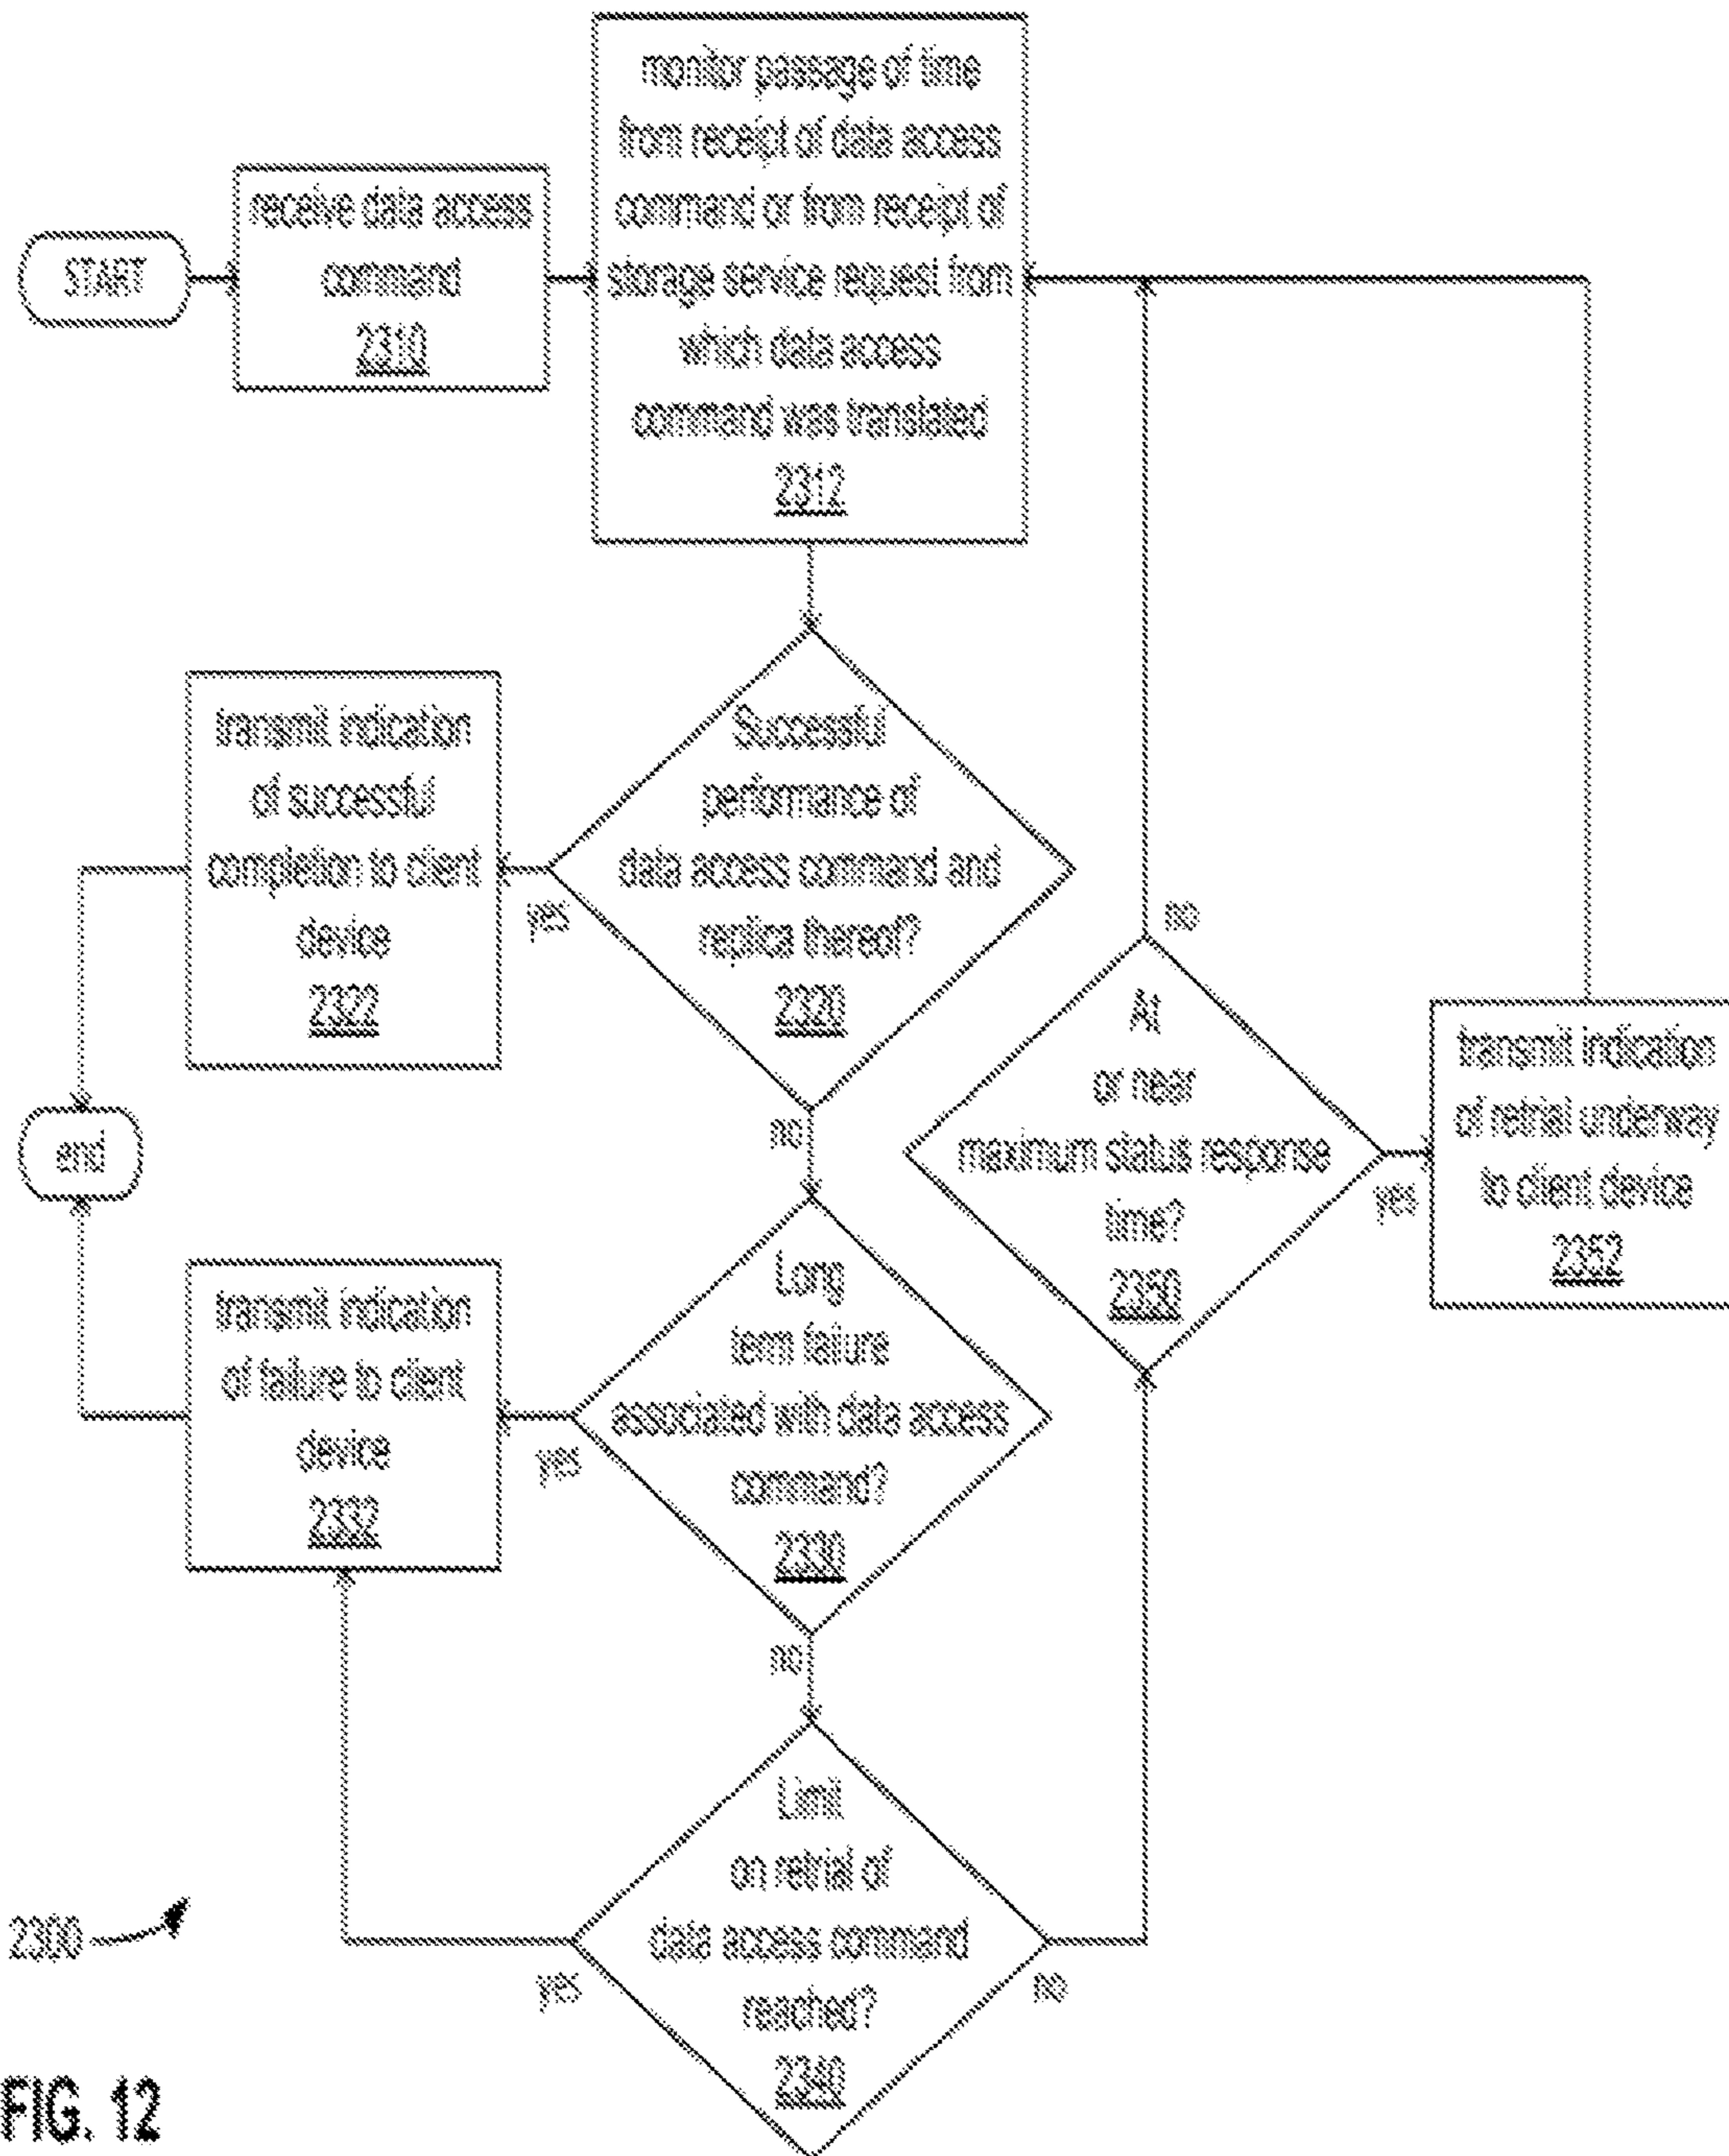 START
receive data access
command
2310
monitor passage of time
from receipt of data access
command or from receipt of
storage service request from
which data access
command was translated
2312
Successful
performance of
data access command and
replica thereof?
2320
yes
no
transmit indication
of successful
completion to client
device
2322
end
Long
term failure
associated with data access
command?
2330
yes
no
transmit indication
of failure to client
device
2332
Limit
on retrial of
data access command
reached?
2340
yes
no
At
or near
maximum status response
time?
2350
no
yes
transmit indication
of retrial underway
to client device
2352
2300
FIG. 12